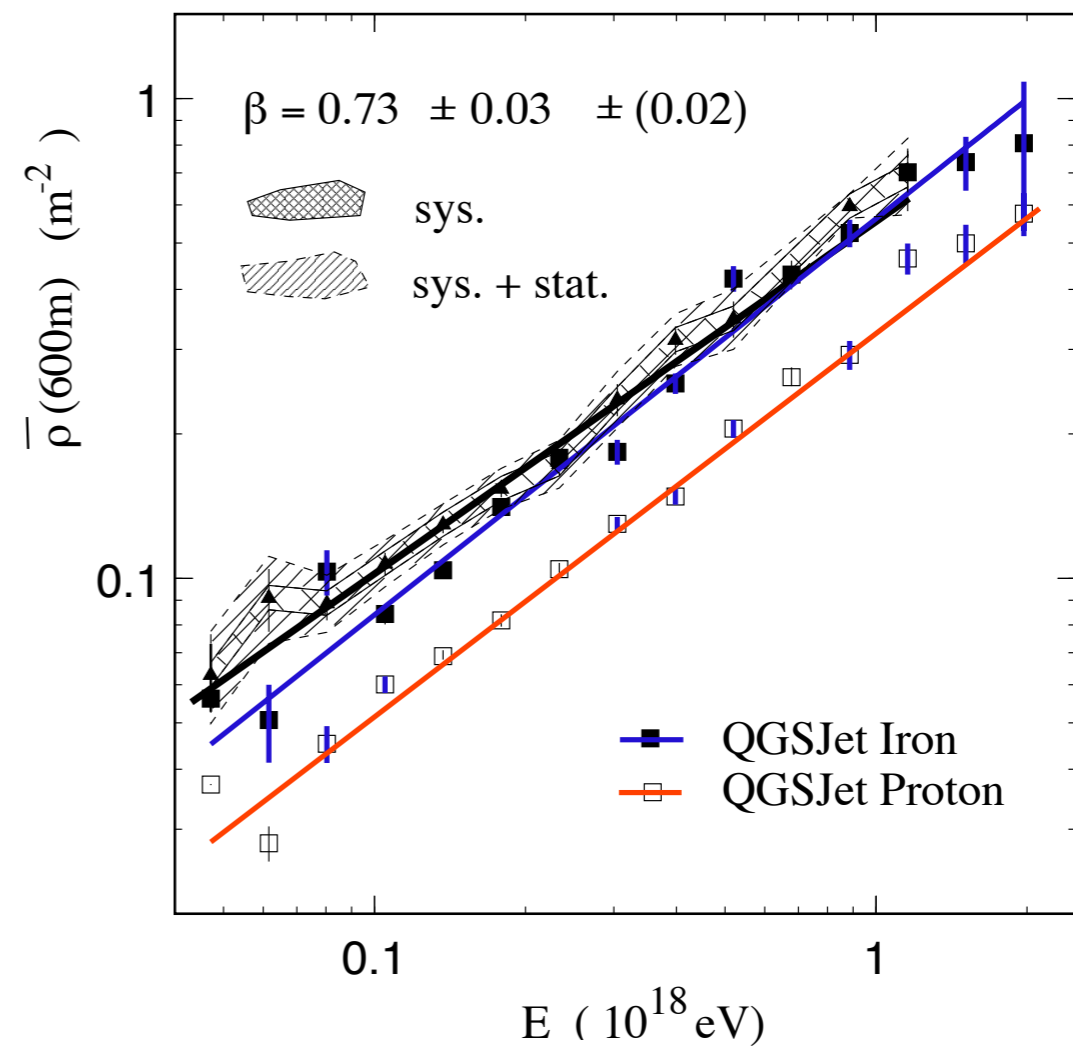 β = 0.73 ± 0.03 ± (0.02)
sys.
sys. + stat.
QGSJet Iron
QGSJet Proton
1
0.1
ρ̅ (600m) (m⁻²)
0.1 1
E ( 10¹⁸ eV)